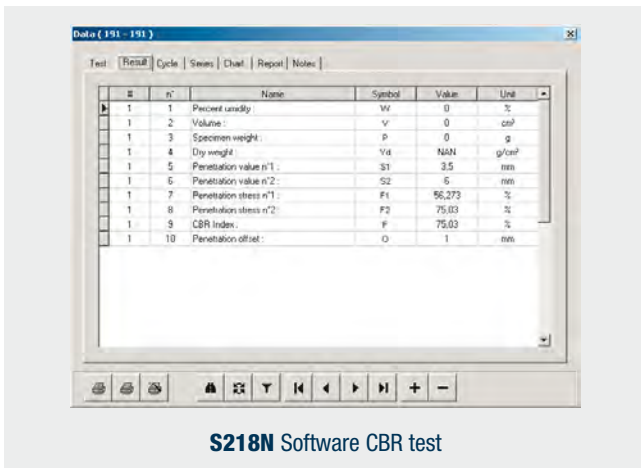 Data ( 191 - 191 )
Test Result Cycle Series Chart Report Notes
# n° Name Symbol Value Unit
1 1 Percent umidity : W 0 %
1 2 Volume : V 0 cm³
1 3 Specimen weight : P 0 g
1 4 Dry weight : Yd NAN g/cm³
1 5 Penetration value n°1 : S1 3,5 mm
1 6 Penetration value n°2 : S2 6 mm
1 7 Penetration stress n°1 : F1 56,273 %
1 8 Penetration stress n°2 : F2 75,03 %
1 9 CBR Index : F 75,03 %
1 10 Penetration offset : O 1 mm
S218N Software CBR test